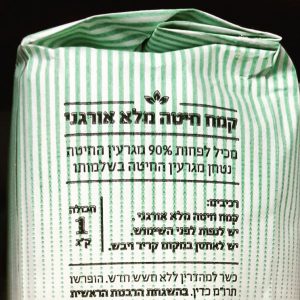 קמח חיטה מלא אורגני
מכיל לפחות 90% מגרעין החיטה
נטחן מגרעין החיטה בשלמותו
רכיבים:
קמח חיטה מלא אורגני.
יש לנפות לפני השימוש.
יש לאחסן במקום קריר ויבש.
תכולה
1
ק"ג
כשר למהדרין ללא חשש חדש, הופרשו
תרו"מ כדין. בהשגחת הרבנות הראשית